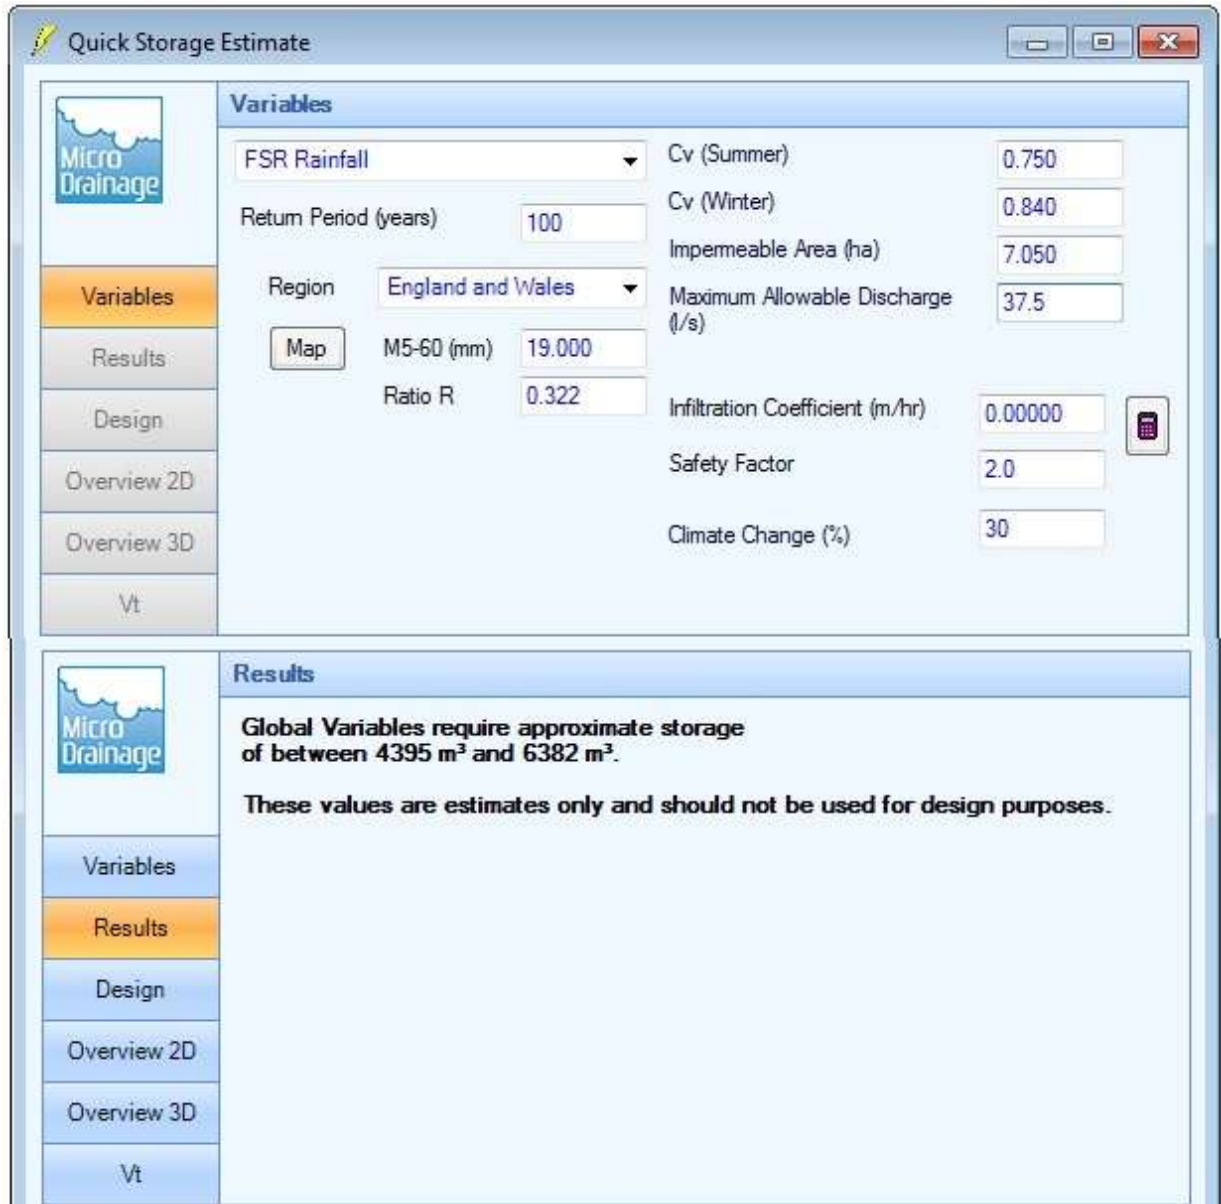 Quick Storage Estimate
Micro
Drainage
Variables
Results
Design
Overview 2D
Overview 3D
Vt
Variables
FSR Rainfall
Return Period (years) 100
Region England and Wales
Map M5-60 (mm) 19.000
Ratio R 0.322
Cv (Summer) 0.750
Cv (Winter) 0.840
Impermeable Area (ha) 7.050
Maximum Allowable Discharge 37.5
(l/s)
Infiltration Coefficient (m/hr) 0.00000
Safety Factor 2.0
Climate Change (%) 30
Micro
Drainage
Variables
Results
Design
Overview 2D
Overview 3D
Vt
Results
Global Variables require approximate storage
of between 4395 m³ and 6382 m³.
These values are estimates only and should not be used for design purposes.